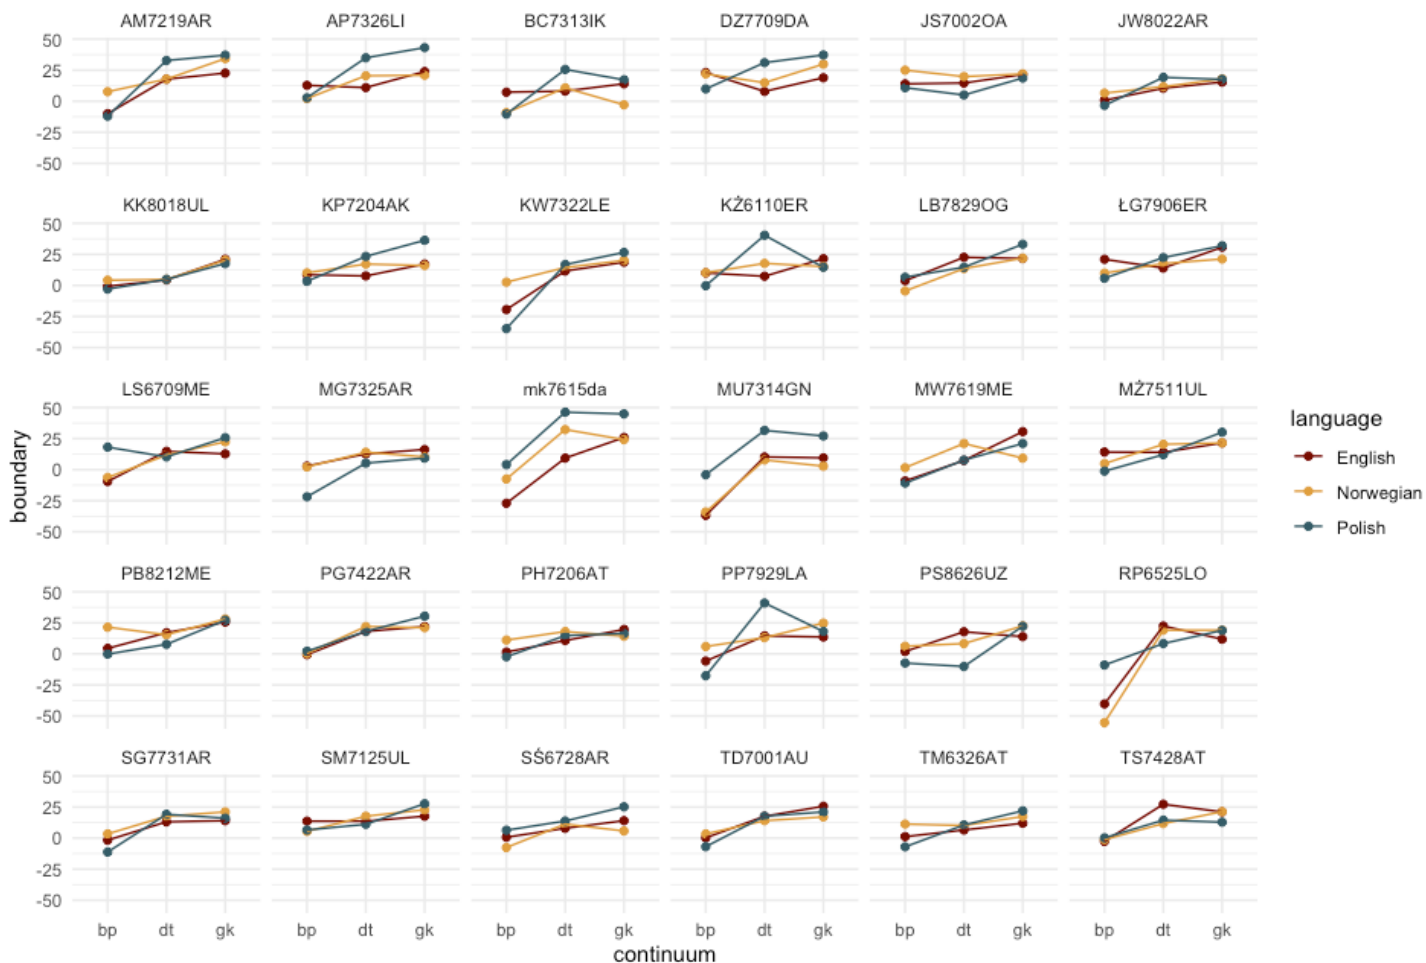 AM7219AR AP7326LI BC7313IK DZ7709DA JS7002OA JW8022AR
50
25
0
-25
-50
KK8018UL KP7204AK KW7322LE KŻ6110ER LB7829OG ŁG7906ER
50
25
0
-25
-50
LS6709ME MG7325AR mk7615da MU7314GN MW7619ME MŻ7511UL
50
25
0
-25
-50
PB8212ME PG7422AR PH7206AT PP7929LA PS8626UZ RP6525LO
50
25
0
-25
-50
SG7731AR SM7125UL SŚ6728AR TD7001AU TM6326AT TS7428AT
50
25
0
-25
-50
bp dt gk bp dt gk bp dt gk bp dt gk bp dt gk bp dt gk
continuum
boundary
language
English
Norwegian
Polish